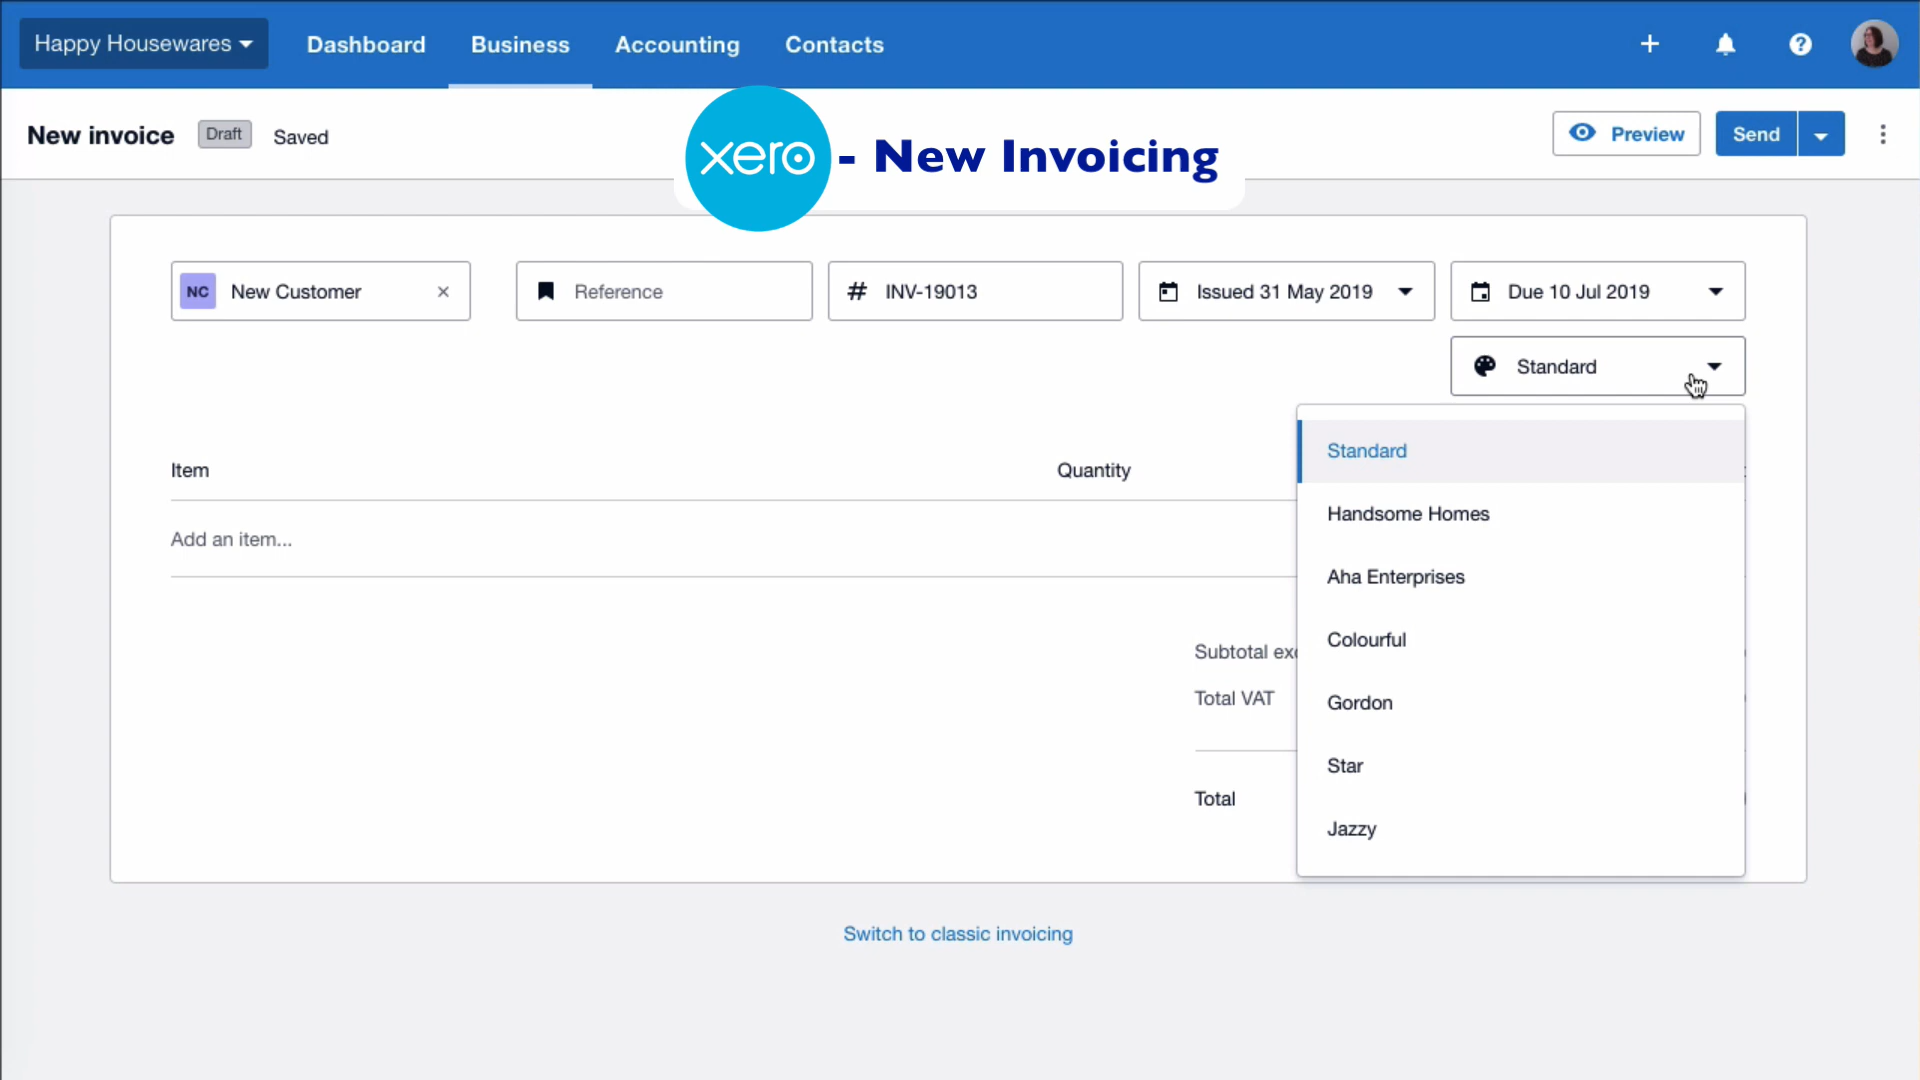 Happy Housewares
Dashboard
Business
Accounting
Contacts
New invoice
Draft
Saved
xero - New Invoicing
Preview
Send
NC
New Customer
Reference
# INV-19013
Issued 31 May 2019
Due 10 Jul 2019
Standard
Item
Quantity
Add an item...
Standard
Handsome Homes
Aha Enterprises
Colourful
Gordon
Star
Jazzy
Subtotal
Total VAT
Total
Switch to classic invoicing